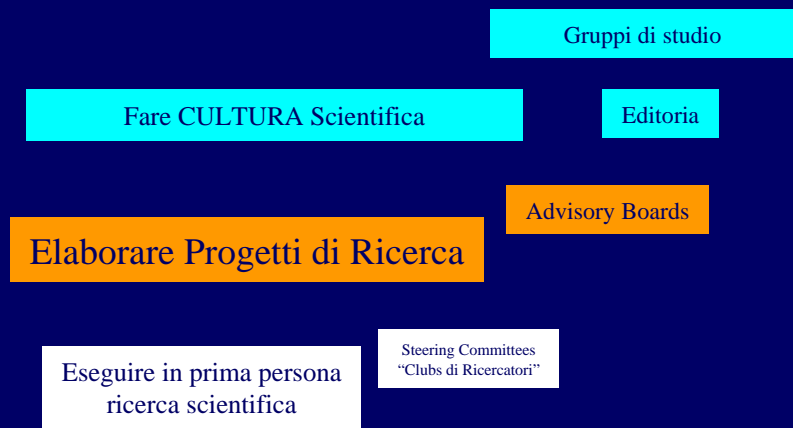 Gruppi di studio
Fare CULTURA Scientifica
Editoria
Advisory Boards
Elaborare Progetti di Ricerca
Steering Committees
“Clubs di Ricercatori”
Eseguire in prima persona
ricerca scientifica